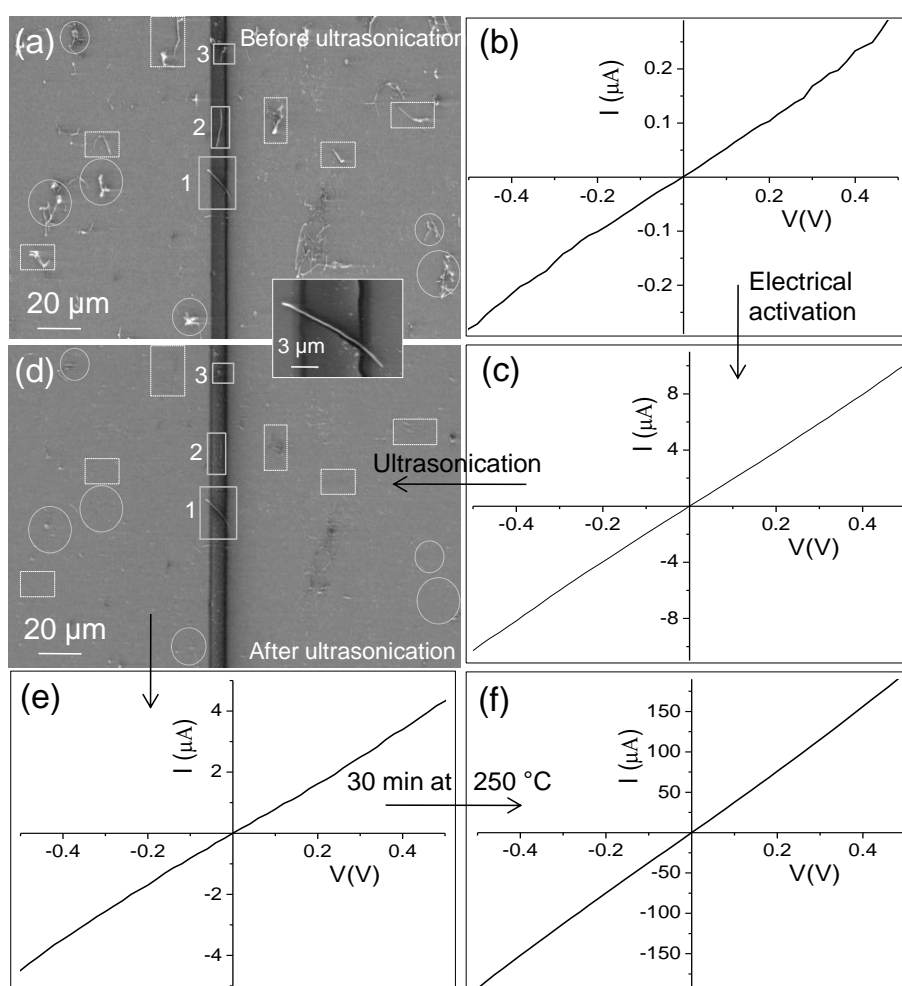 (a)
Before ultrasonication
3
2
1
20 µm
3 µm
(b)
I (µA)
0.2
0.1
-0.4
-0.2
0.2
0.4
V(V)
-0.1
-0.2
Electrical
activation
(c)
I (µA)
8
4
-0.4
-0.2
0.2
0.4
V(V)
-4
-8
(d)
3
2
1
Ultrasonication
20 µm
After ultrasonication
(e)
I (µA)
4
2
-0.4
-0.2
0.2
0.4
V(V)
-2
-4
30 min at 250 °C
(f)
I (µA)
150
100
50
-0.4
-0.2
0.2
0.4
V(V)
-50
-100
-150